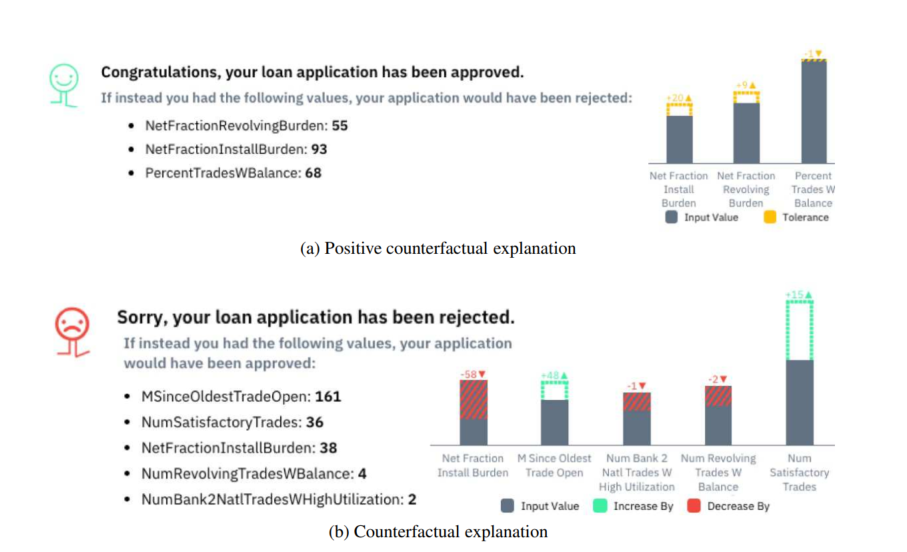 Congratulations, your loan application has been approved.
If instead you had the following values, your application would have been rejected:
• NetFractionRevolvingBurden: 55
• NetFractionInstallBurden: 93
• PercentTradesWBalance: 68
+20▲
+9▲
-1▼
Net Fraction
Install
Burden
Net Fraction
Revolving
Burden
Percent
Trades W
Balance
Input Value
Tolerance
(a) Positive counterfactual explanation
Sorry, your loan application has been rejected.
If instead you had the following values, your application
would have been approved:
• MSinceOldestTradeOpen: 161
• NumSatisfactoryTrades: 36
• NetFractionInstallBurden: 38
• NumRevolvingTradesWBalance: 4
• NumBank2NatlTradesWHighUtilization: 2
-58▼
+48▲
-1▼
-2▼
+15▲
Net Fraction
Install Burden
M Since Oldest
Trade Open
Num Bank 2
Natl Trades W
High Utilization
Num Revolving
Trades W
Balance
Num
Satisfactory
Trades
Input Value
Increase By
Decrease By
(b) Counterfactual explanation